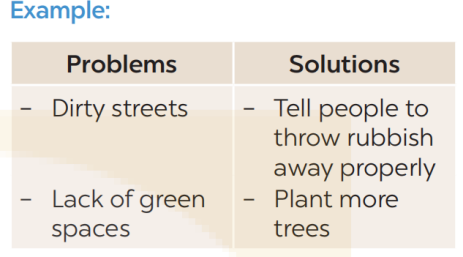 Example:
Problems
Solutions
- Dirty streets
- Tell people to
throw rubbish
away properly
- Lack of green
spaces
- Plant more
trees